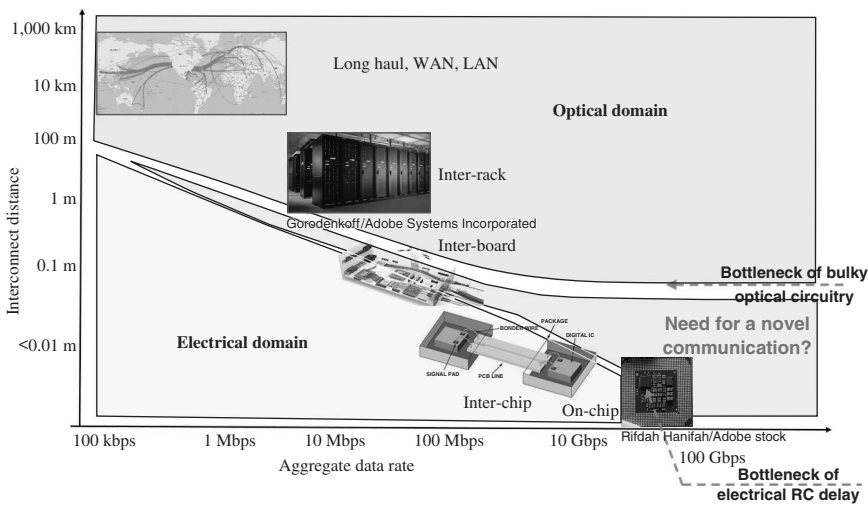 1,000 km
10 km
100 m
1 m
0.1 m
<0.01 m
Interconnect distance
Long haul, WAN, LAN
Optical domain
Inter-rack
Gorodenkoff/Adobe Systems Incorporated
Inter-board
Bottleneck of bulky
optical circuitry
Need for a novel
communication?
Electrical domain
BONDER WIRE
PACKAGE
DIGITAL IC
SIGNAL PAD
PCB LINE
Inter-chip
On-chip
Rifdah Hanifah/Adobe stock
100 kbps
1 Mbps
10 Mbps
100 Mbps
10 Gbps
100 Gbps
Aggregate data rate
Bottleneck of
electrical RC delay